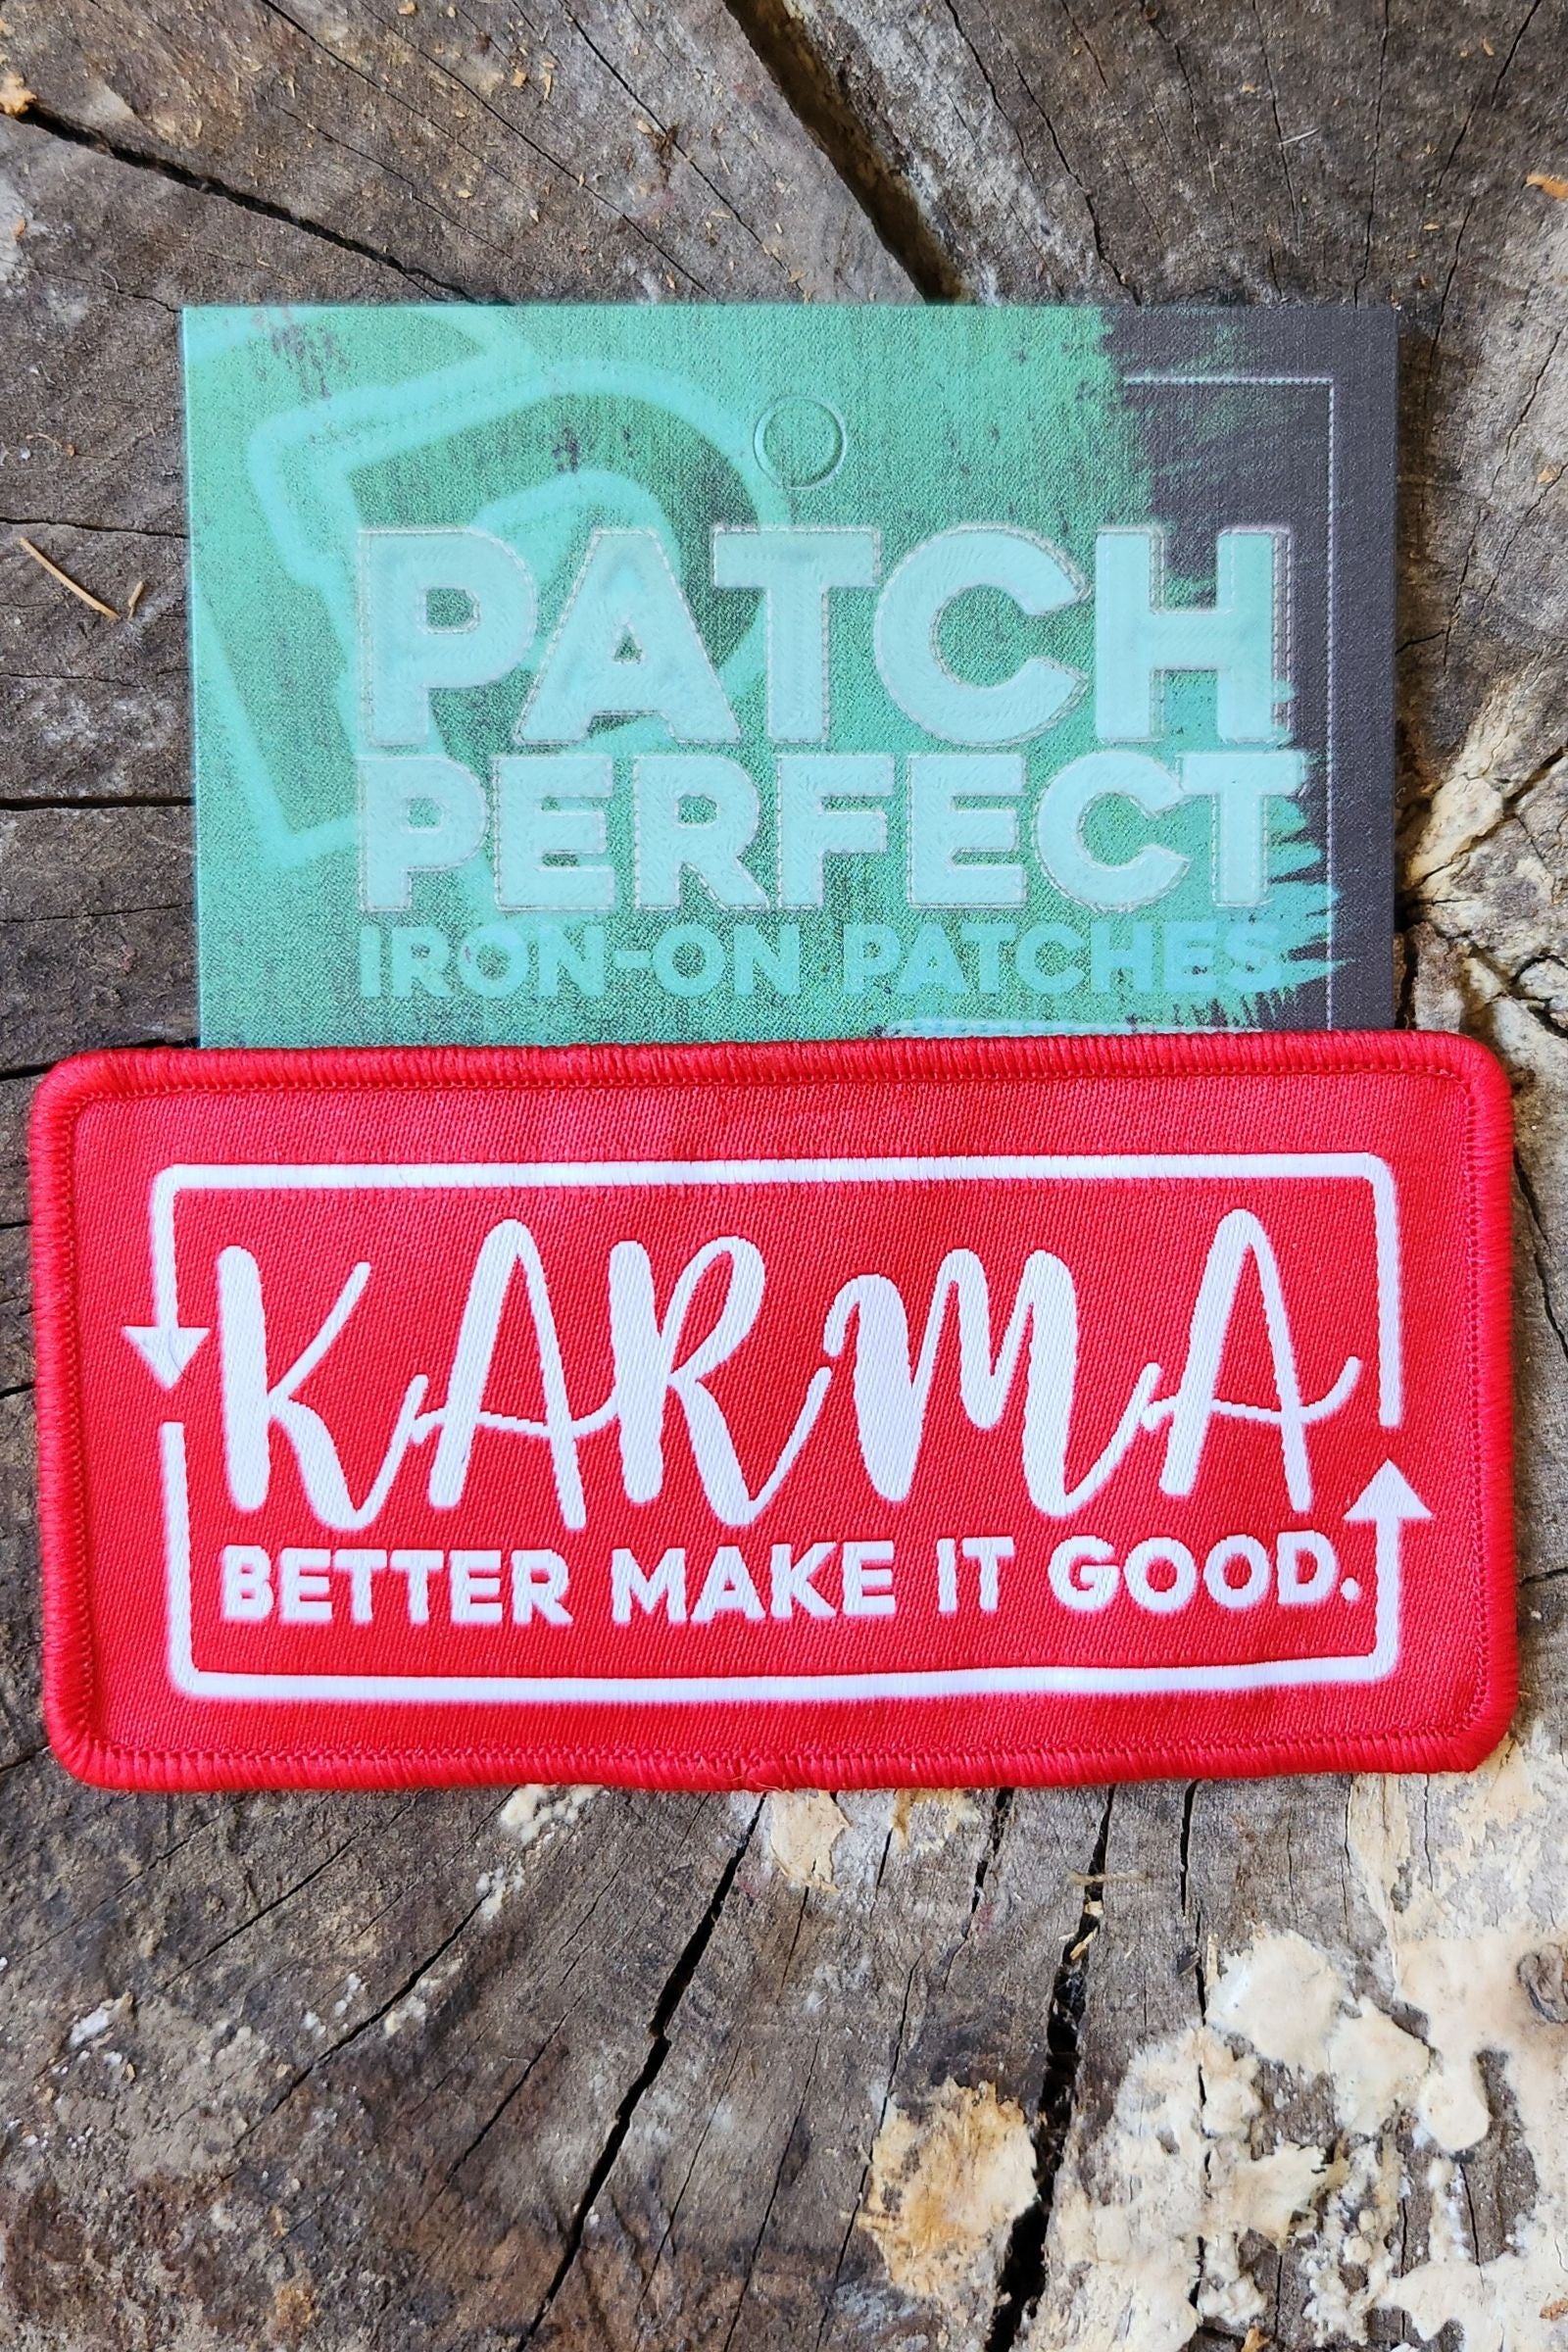 PATCH
PERFECT
IRON-ON PATCHES
KARMA
BETTER MAKE IT GOOD.